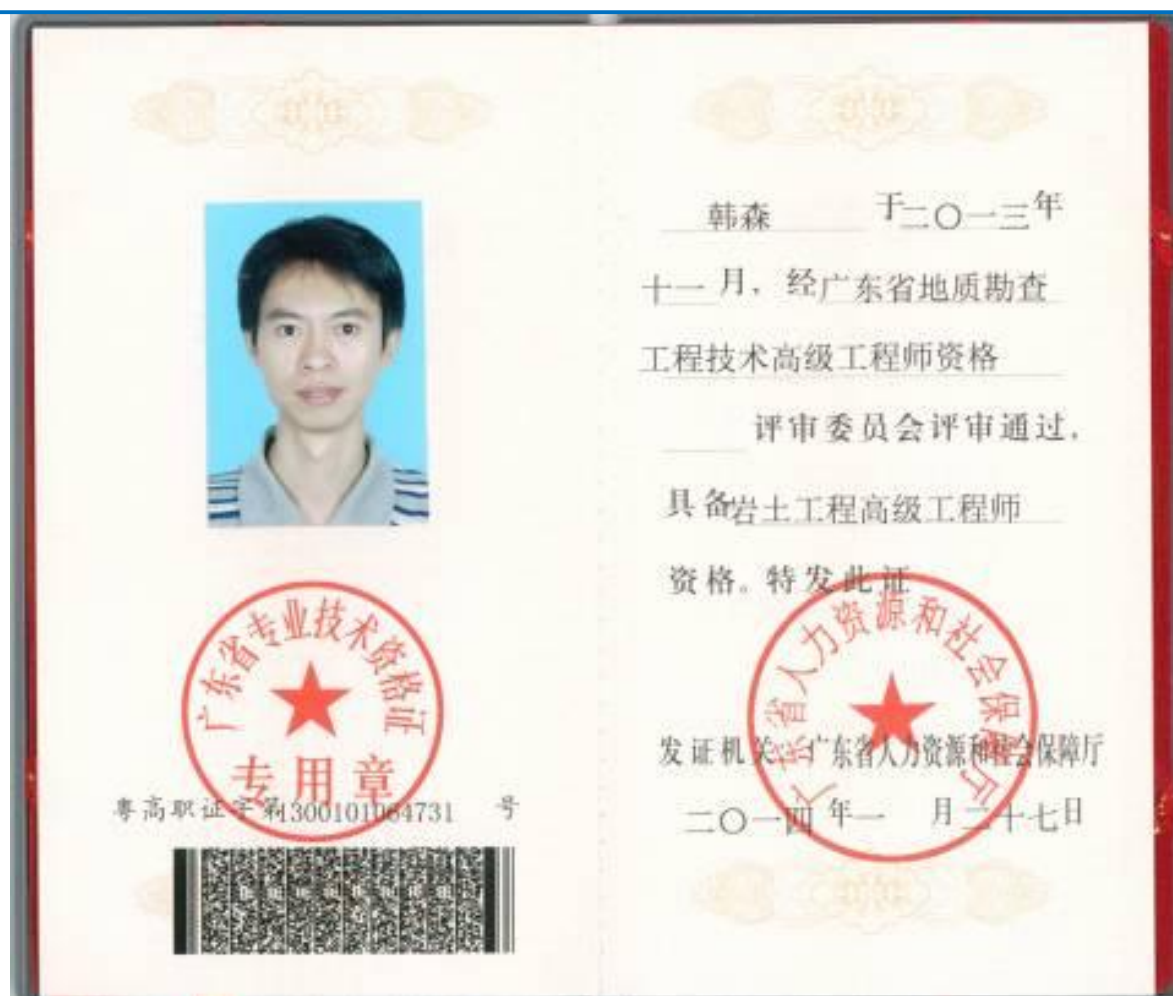 广东省专业技术资格证
专用章
粤高职证字第1300101064731 号
韩森 于二〇一三年
十一月,经广东省地质勘查
工程技术高级工程师资格
评审委员会评审通过,
具备岩土工程高级工程师
资格。特发此证
广东省人力资源和社会保障厅
发证机关 广东省人力资源和社会保障厅
二〇一四年一 月二十七日